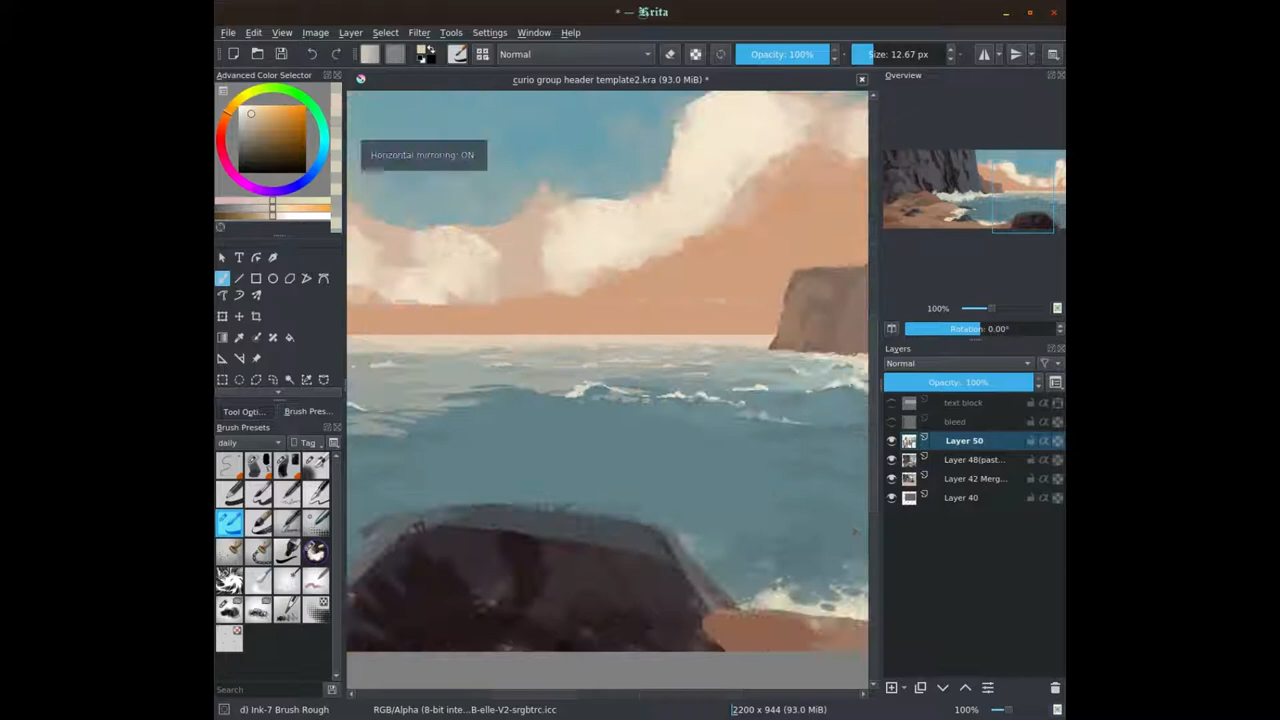 * — Krita
File Edit View Image Layer Select Filter Tools Settings Window Help
Normal Opacity: 100% Size: 12.67 px
Advanced Color Selector
curio group header template2.kra (93.0 MiB) *
Overview
Horizontal mirroring: ON
100%
Rotation: 0.00°
Layers
Normal
Opacity: 100%
text block
bleed
Layer 50
Layer 48(past...
Layer 42 Merg...
Layer 40
Tool Opti... Brush Pres...
Brush Presets
daily Tag
Search
d) Ink-7 Brush Rough RGB/Alpha (8-bit inte...B-elle-V2-srgbtrc.icc 2200 x 944 (93.0 MiB) 100%